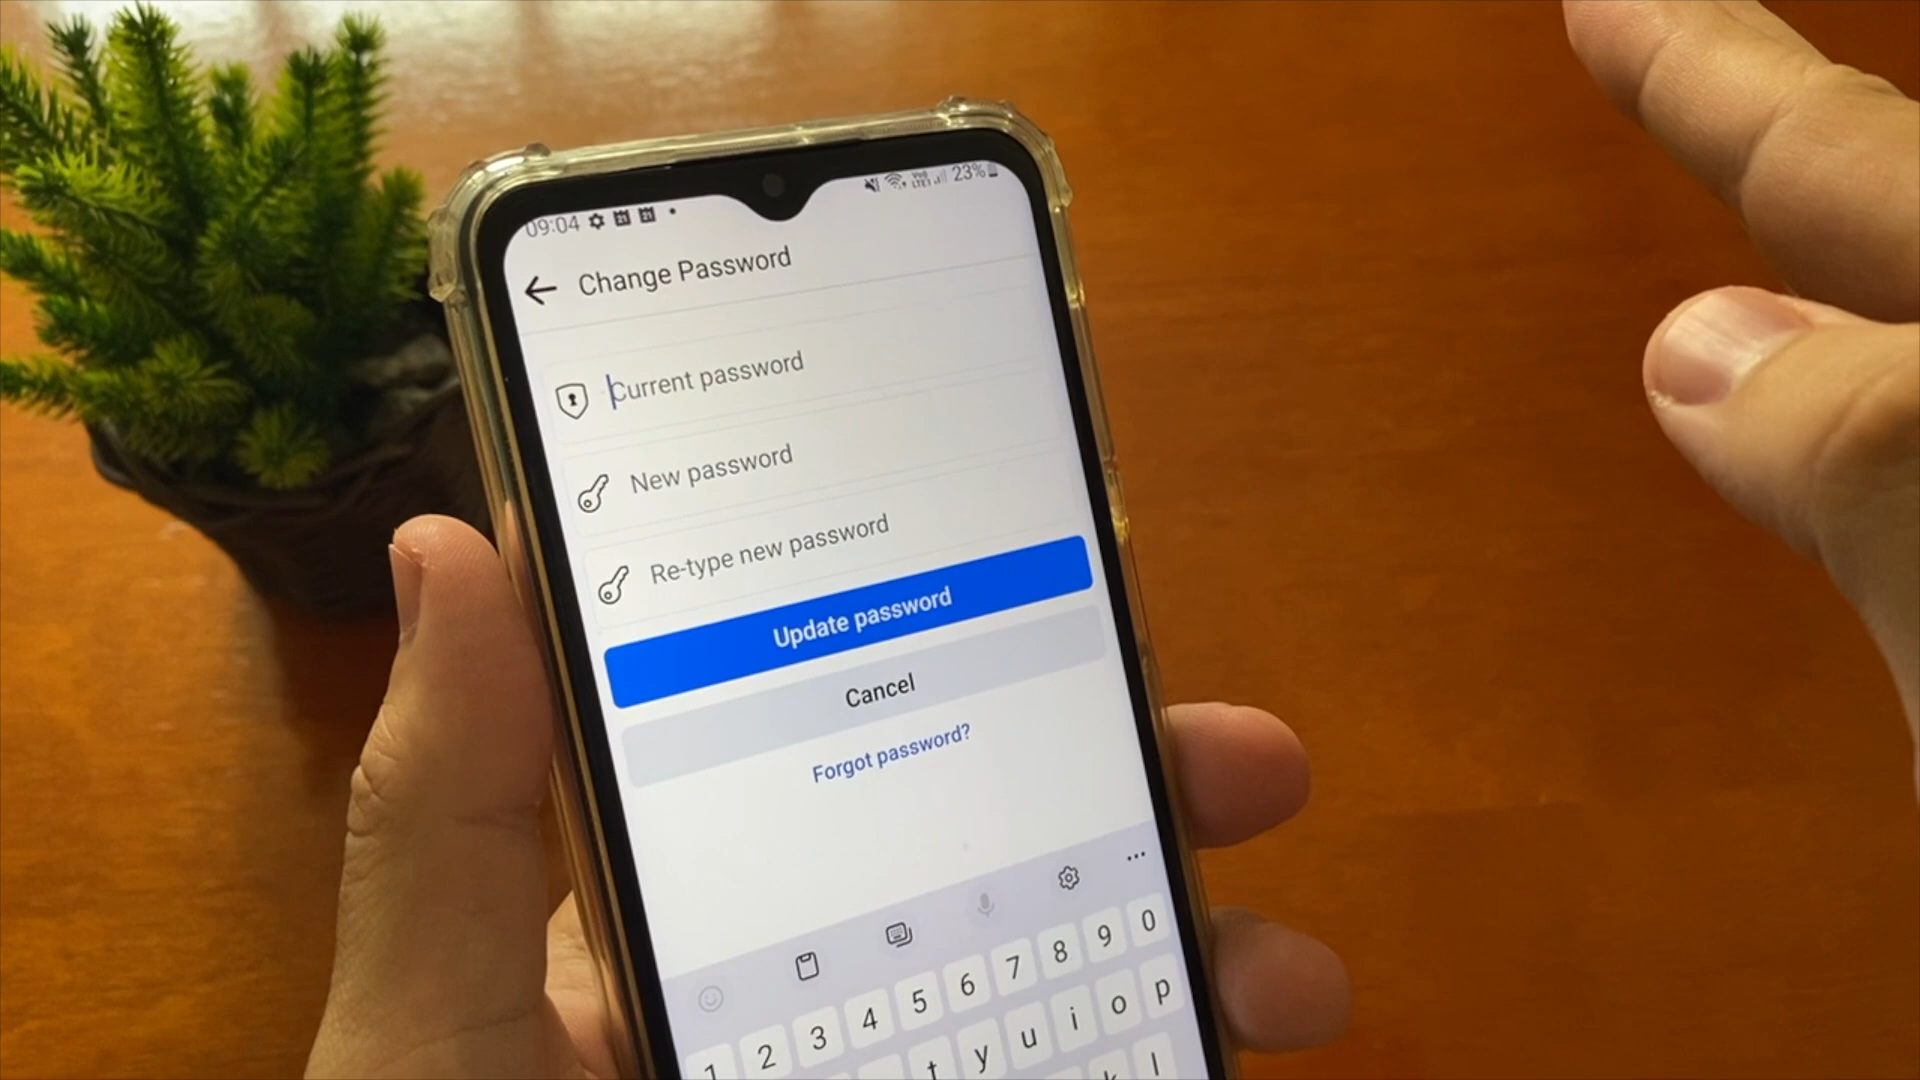 09:04
23%
Change Password
Current password
New password
Re-type new password
Update password
Cancel
Forgot password?
1 2 3 4 5 6 7 8 9 0
t y u i o p
k l